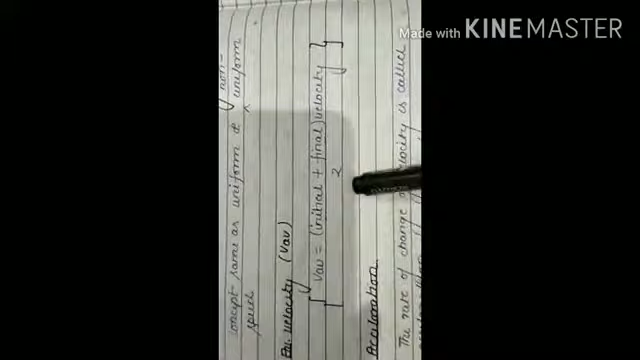 Made with KINEMASTER
concept same as uniform & non-uniform
speed
Av. velocity (Vav)
Vav = (initial + final) velocity
2
Acceleration
The rate of change of velocity is called